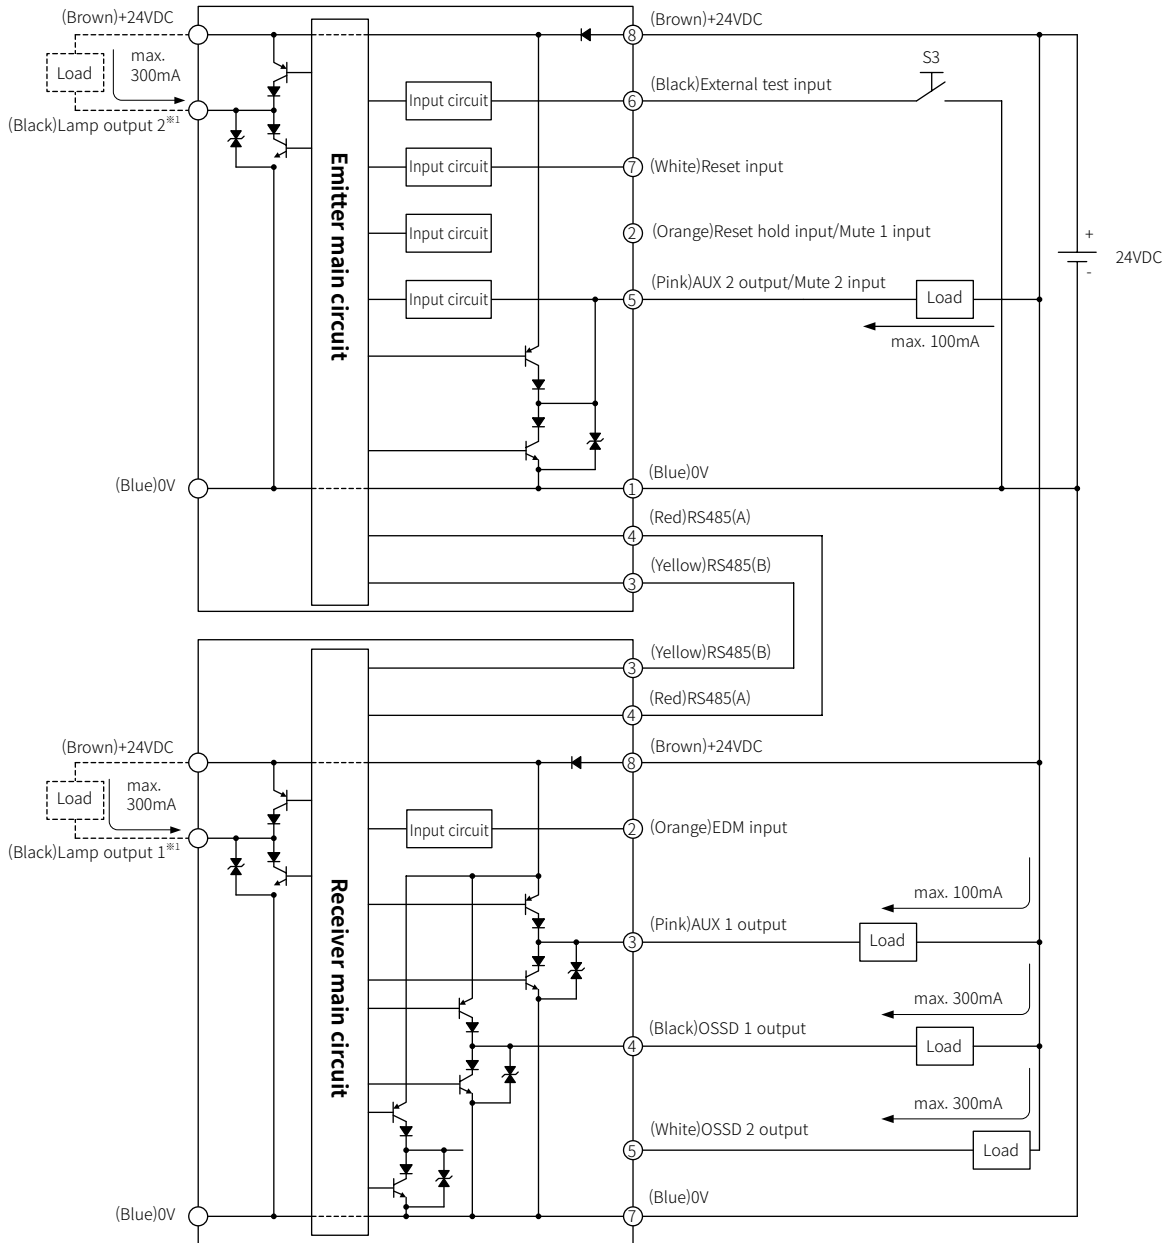 (Brown)+24VDC
(Brown)+24VDC
8
max.
300mA
Load
S3
(Black)External test input
Input circuit
6
(Black)Lamp output 2※1
Emitter main circuit
Input circuit
7
(White)Reset input
Input circuit
2
(Orange)Reset hold input/Mute 1 input
+
24VDC
-
(Pink)AUX 2 output/Mute 2 input
Input circuit
5
Load
max. 100mA
(Blue)0V
(Blue)0V
1
(Red)RS485(A)
4
(Yellow)RS485(B)
3
(Yellow)RS485(B)
3
(Red)RS485(A)
4
(Brown)+24VDC
(Brown)+24VDC
8
max.
300mA
Load
Input circuit
2
(Orange)EDM input
(Black)Lamp output 1※1
Receiver main circuit
max. 100mA
(Pink)AUX 1 output
3
Load
max. 300mA
(Black)OSSD 1 output
4
Load
max. 300mA
(White)OSSD 2 output
5
Load
(Blue)0V
(Blue)0V
7